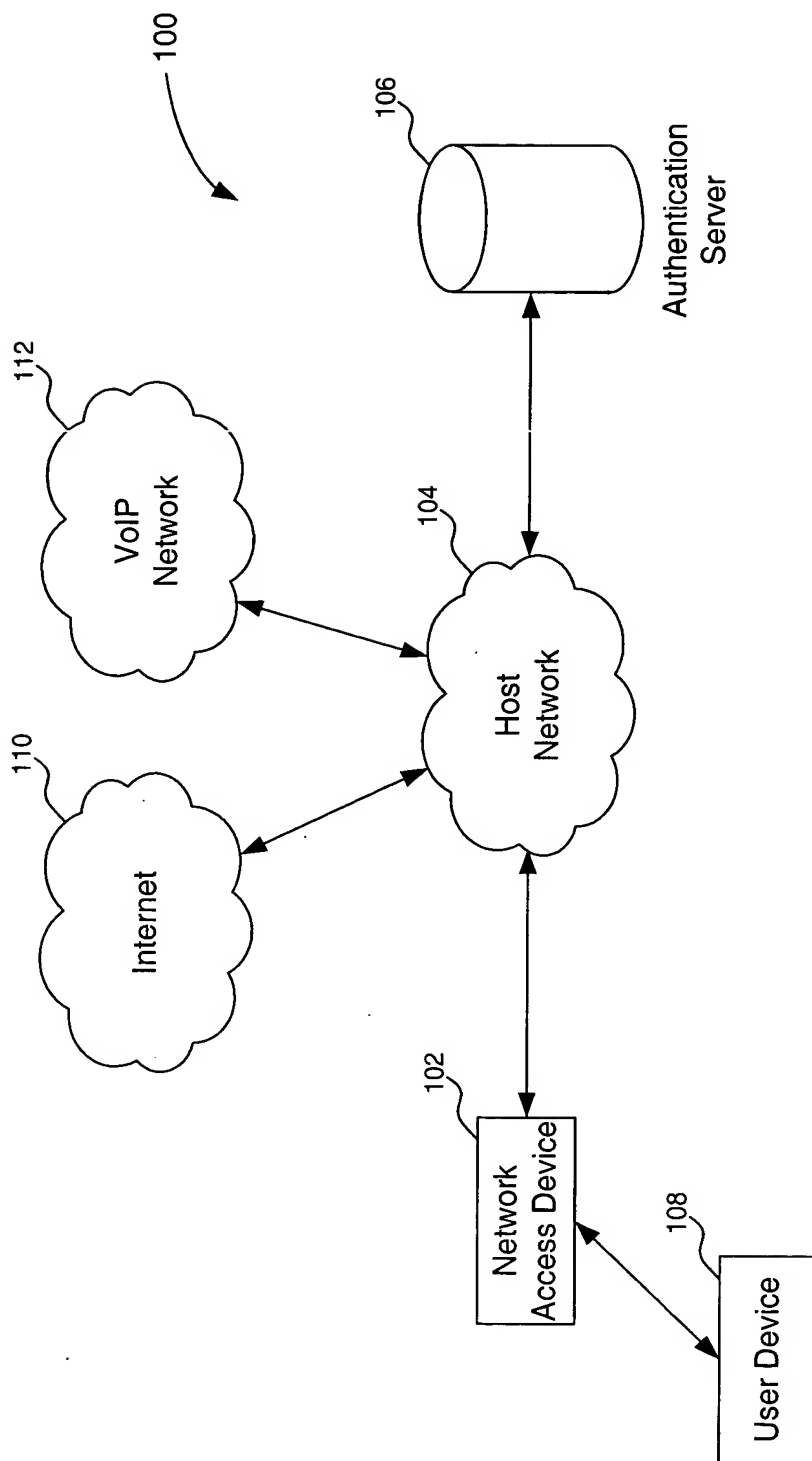 100
112
VoIP
Network
110
Internet
106
Authentication
Server
104
Host
Network
102
Network
Access Device
108
User Device